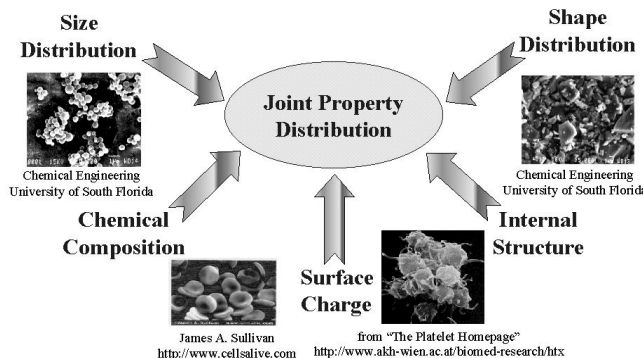 Size
Distribution
Shape
Distribution
Joint Property
Distribution
Chemical Engineering
University of South Florida
Chemical Engineering
University of South Florida
Chemical
Composition
Internal
Structure
Surface
Charge
James A. Sullivan
http://www.cellsalive.com
from "The Platelet Homepage"
http://www.akh-wien.ac.at/biomed-research/htx